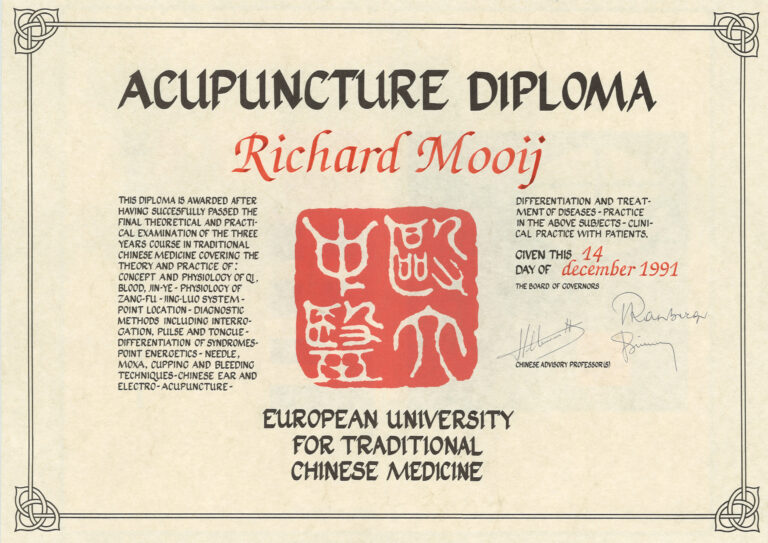 ACUPUNCTURE DIPLOMA
Richard Mooij
THIS DIPLOMA IS AWARDED AFTER
HAVING SUCCESFULLY PASSED THE
FINAL THEORETICAL AND PRACTI-
CAL EXAMINATION OF THE THREE
YEARS COURSE IN TRADITIONAL
CHINESE MEDICINE COVERING THE
THEORY AND PRACTICE OF:
CONCEPT AND PHYSIOLOGY OF QI,
BLOOD, JIN-YE - PHYSIOLOGY OF
ZANG-FU - JING-LUO SYSTEM -
POINT LOCATION - DIAGNOSTIC
METHODS INCLUDING INTERRO-
GATION, PULSE AND TONGUE -
DIFFERENTIATION OF SYNDROMES-
POINT ENERGETICS - NEEDLE,
MOXA, CUPPING AND BLEEDING
TECHNIQUES-CHINESE EAR AND
ELECTRO-ACUPUNCTURE-
DIFFERENTIATION AND TREAT-
MENT OF DISEASES - PRACTICE
IN THE ABOVE SUBJECTS - CLINI-
CAL PRACTICE WITH PATIENTS.
GIVEN THIS 14
DAY OF december 1991
THE BOARD OF GOVERNORS
CHINESE ADVISORY PROFESSOR(S)
歐六
中醫
EUROPEAN UNIVERSITY
FOR TRADITIONAL
CHINESE MEDICINE